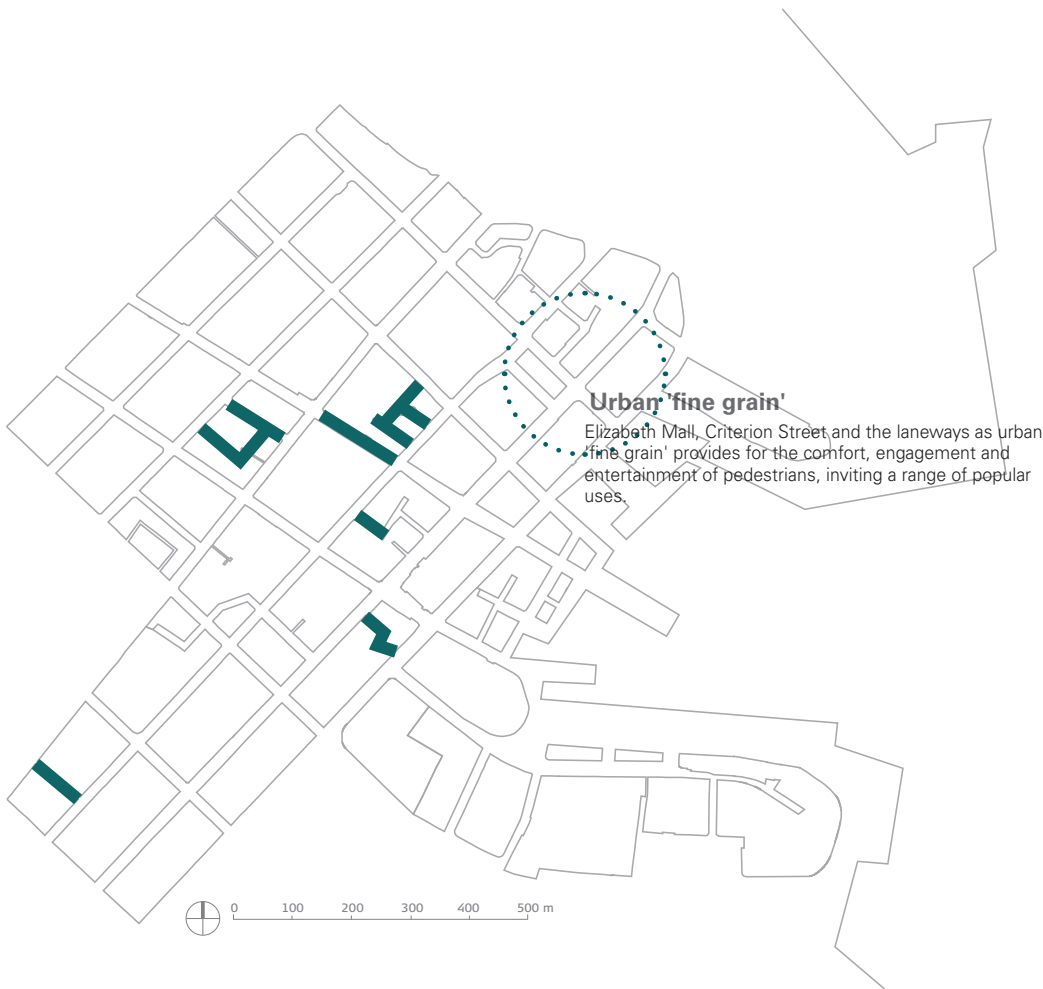 Urban 'fine grain'
Elizabeth Mall, Criterion Street and the laneways as urban
'fine grain' provides for the comfort, engagement and
entertainment of pedestrians, inviting a range of popular
uses.
0 100 200 300 400 500 m